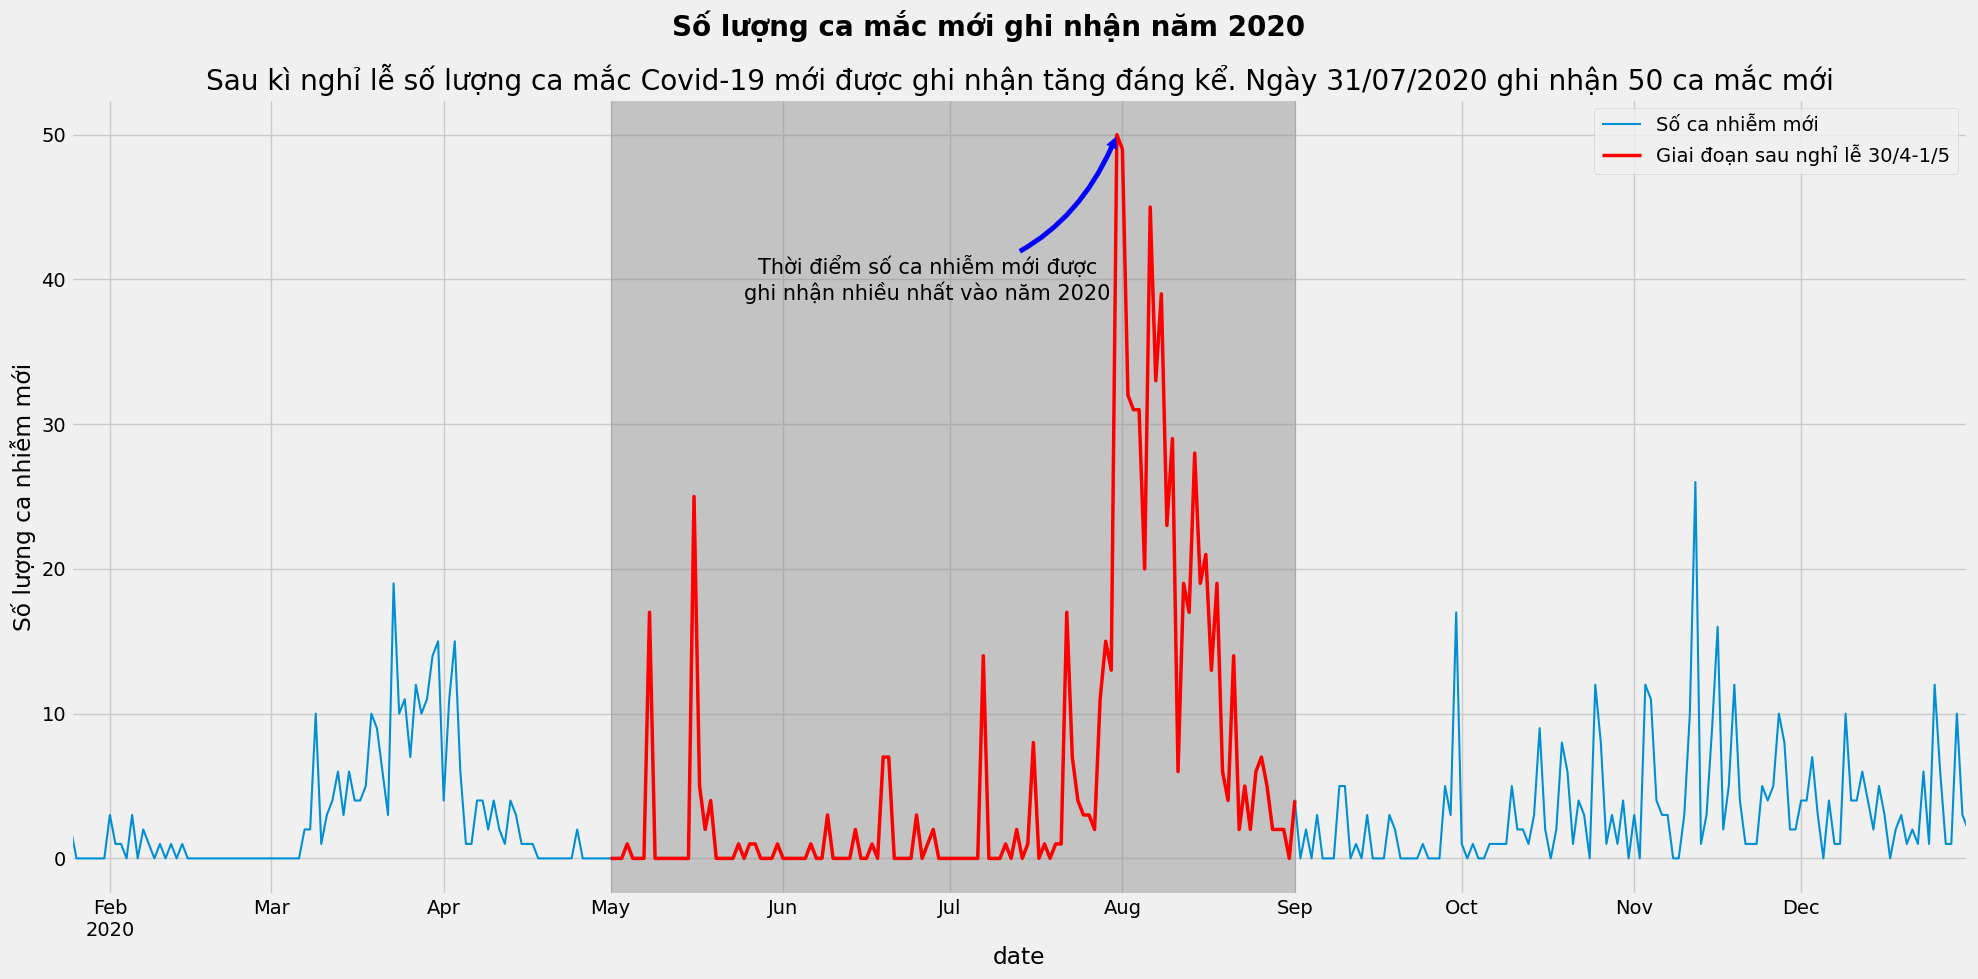 Số lượng ca mắc mới ghi nhận năm 2020
Sau kì nghỉ lễ số lượng ca mắc Covid-19 mới được ghi nhận tăng đáng kể. Ngày 31/07/2020 ghi nhận 50 ca mắc mới
Số ca nhiễm mới
Giai đoạn sau nghỉ lễ 30/4-1/5
Thời điểm số ca nhiễm mới được
ghi nhận nhiều nhất vào năm 2020
Số lượng ca nhiễm mới
50
40
30
20
10
0
Feb
2020
Mar
Apr
May
Jun
Jul
Aug
Sep
Oct
Nov
Dec
date